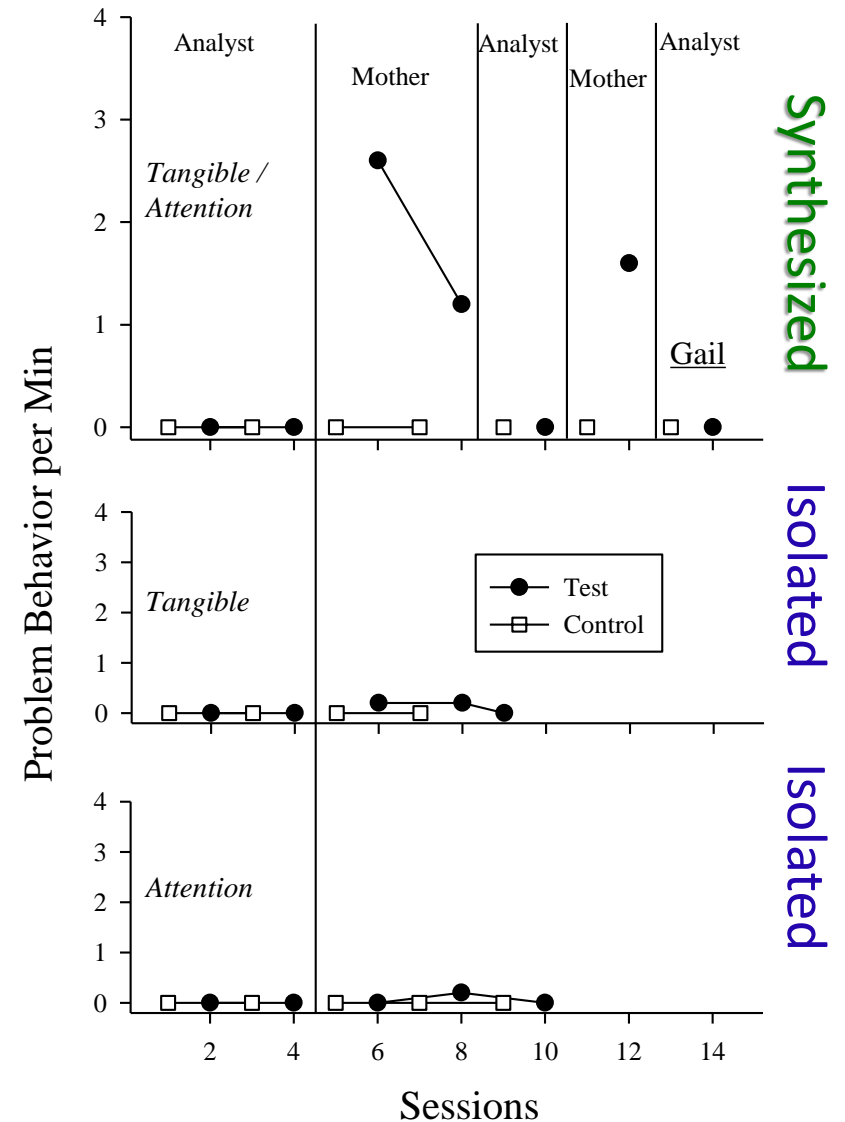 Problem Behavior per Min
4
3
2
1
0
Analyst
Mother
Analyst
Mother
Analyst
Tangible /
Attention
Gail
Synthesized
4
3
2
1
0
Tangible
Test
Control
Isolated
4
3
2
1
0
Attention
Isolated
2 4 6 8 10 12 14
Sessions